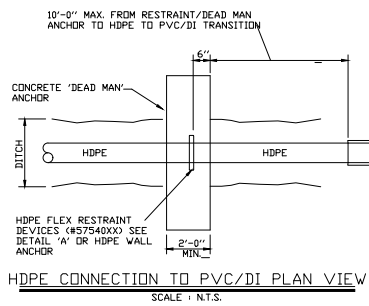 10'-0" MAX. FROM RESTRAINT/DEAD MAN
ANCHOR TO HDPE TO PVC/DI TRANSITION
6"
CONCRETE 'DEAD MAN'
ANCHOR
DITCH
HDPE
HDPE
HDPE FLEX RESTRAINT
DEVICES (#57540XX) SEE
DETAIL 'A' OR HDPE WALL
ANCHOR
2'-0"
MIN.
HDPE CONNECTION TO PVC/DI PLAN VIEW
SCALE : N.T.S.